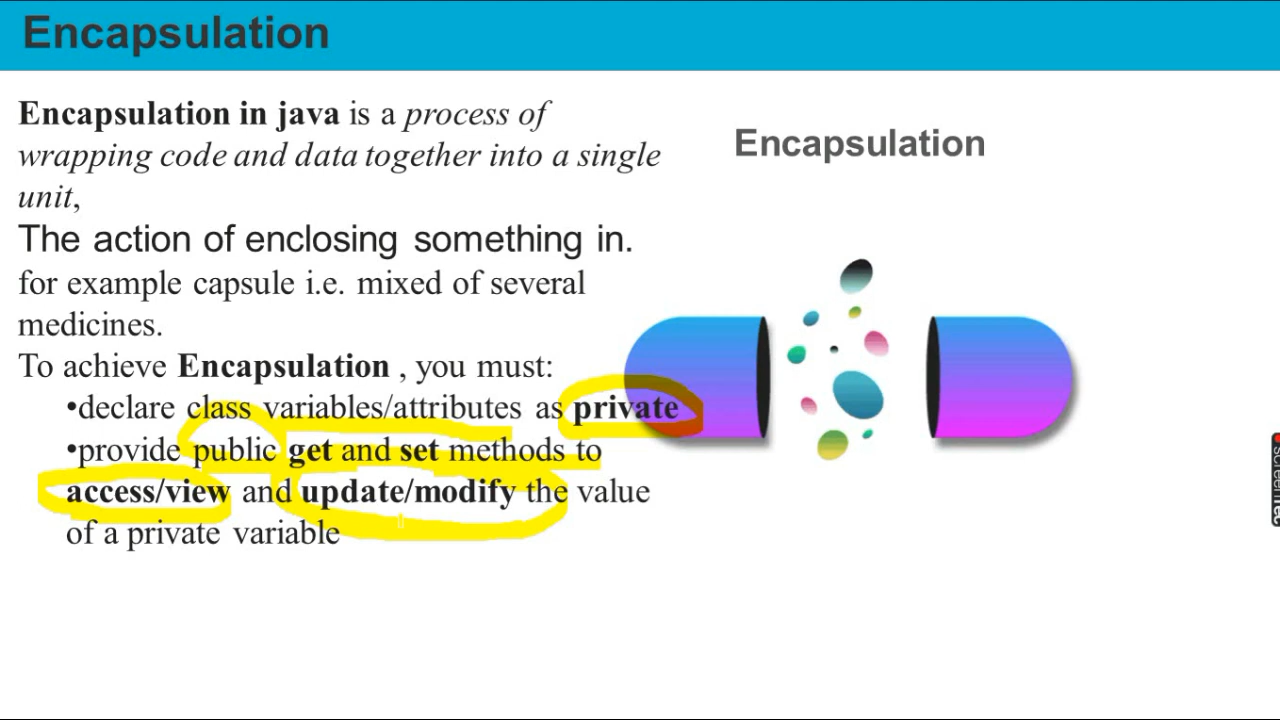 Encapsulation
Encapsulation in java is a process of
wrapping code and data together into a single
unit,
The action of enclosing something in.
for example capsule i.e. mixed of several
medicines.
To achieve Encapsulation , you must:
•declare class variables/attributes as private
•provide public get and set methods to
access/view and update/modify the value
of a private variable
Encapsulation